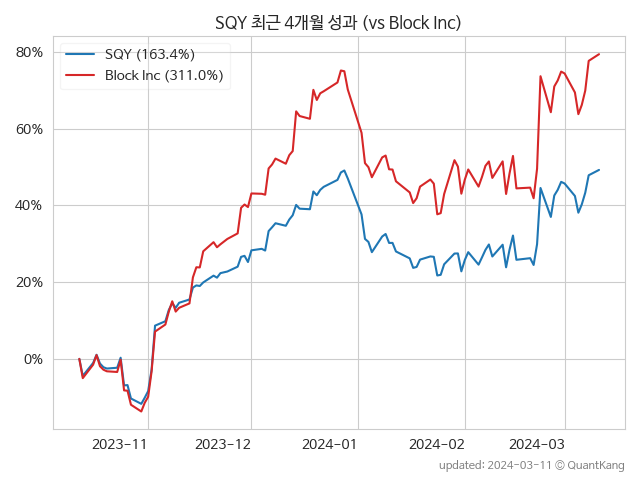 SQY 최근 4개월 성과 (vs Block Inc)
SQY (163.4%)
Block Inc (311.0%)
80%
60%
40%
20%
0%
2023-11
2023-12
2024-01
2024-02
2024-03
updated: 2024-03-11 © QuantKang